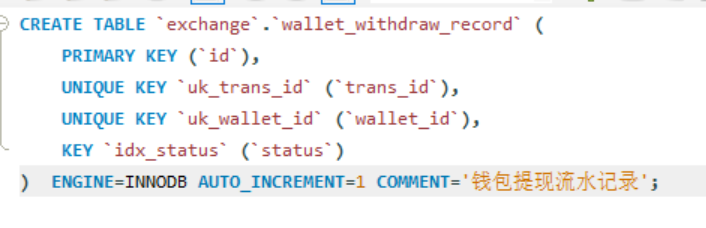 CREATE TABLE `exchange`.`wallet_withdraw_record` (
PRIMARY KEY (`id`),
UNIQUE KEY `uk_trans_id` (`trans_id`),
UNIQUE KEY `uk_wallet_id` (`wallet_id`),
KEY `idx_status` (`status`)
)  ENGINE=INNODB AUTO_INCREMENT=1 COMMENT='钱包提现流水记录';